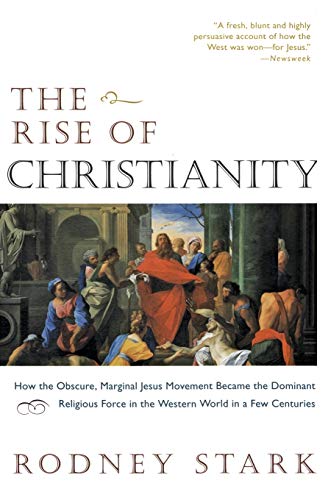 "A fresh, blunt and highly
persuasive account of how the
West was won—for Jesus."
—Newsweek
THE
RISE OF
CHRISTIANITY
How the Obscure, Marginal Jesus Movement Became the Dominant
Religious Force in the Western World in a Few Centuries
RODNEY STARK